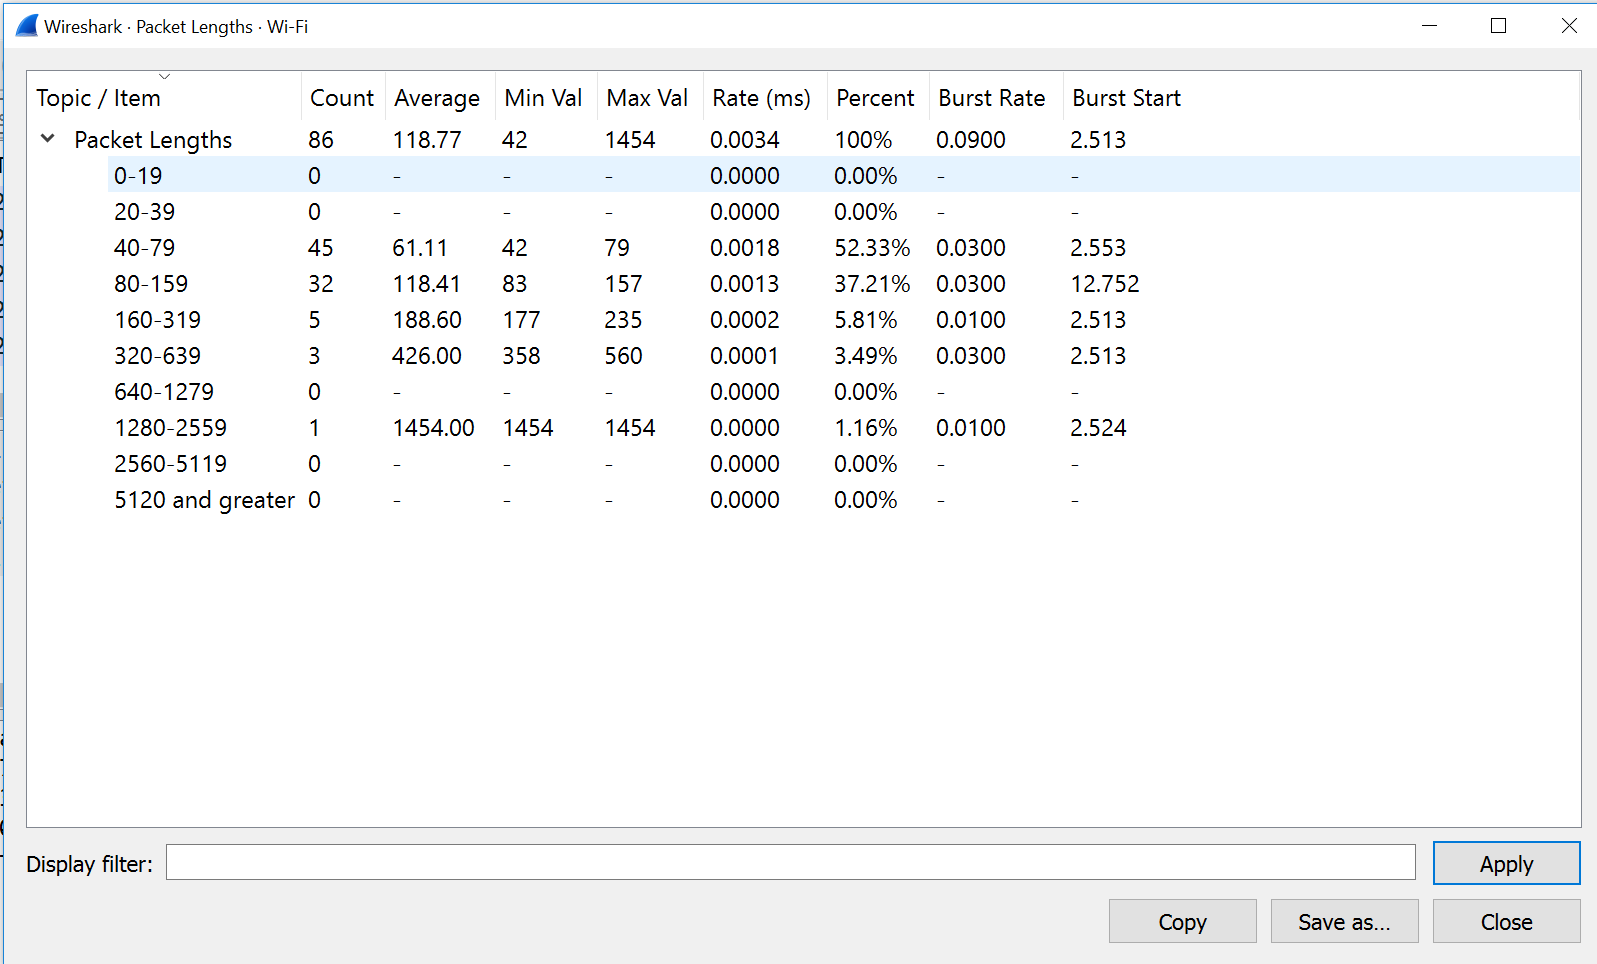 Wireshark · Packet Lengths · Wi-Fi
Topic / Item Count Average Min Val Max Val Rate (ms) Percent Burst Rate Burst Start
Packet Lengths 86 118.77 42 1454 0.0034 100% 0.0900 2.513
0-19 0 - - - 0.0000 0.00% - -
20-39 0 - - - 0.0000 0.00% - -
40-79 45 61.11 42 79 0.0018 52.33% 0.0300 2.553
80-159 32 118.41 83 157 0.0013 37.21% 0.0300 12.752
160-319 5 188.60 177 235 0.0002 5.81% 0.0100 2.513
320-639 3 426.00 358 560 0.0001 3.49% 0.0300 2.513
640-1279 0 - - - 0.0000 0.00% - -
1280-2559 1 1454.00 1454 1454 0.0000 1.16% 0.0100 2.524
2560-5119 0 - - - 0.0000 0.00% - -
5120 and greater 0 - - - 0.0000 0.00% - -
Display filter: Apply
Copy Save as... Close